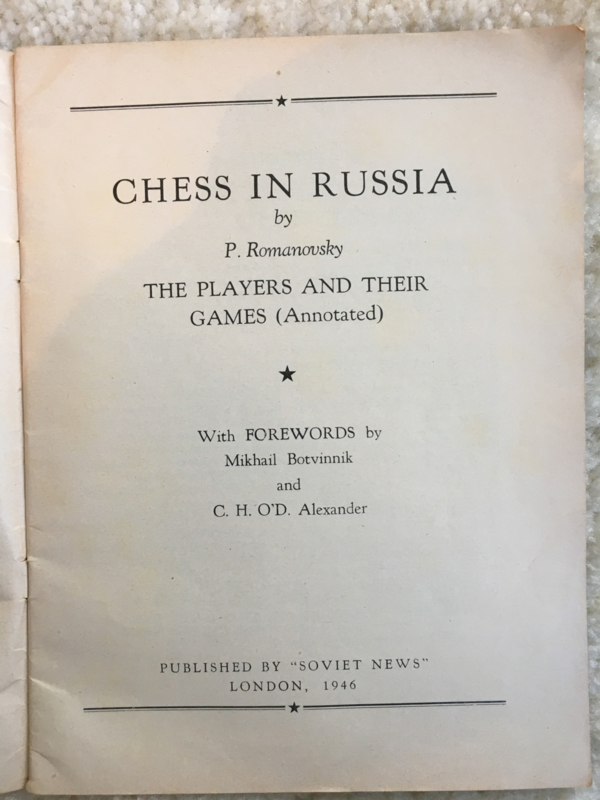 CHESS IN RUSSIA
by
P. Romanovsky
THE PLAYERS AND THEIR
GAMES (Annotated)
With FOREWORDS by
Mikhail Botvinnik
and
C. H. O'D. Alexander
PUBLISHED BY "SOVIET NEWS"
LONDON, 1946